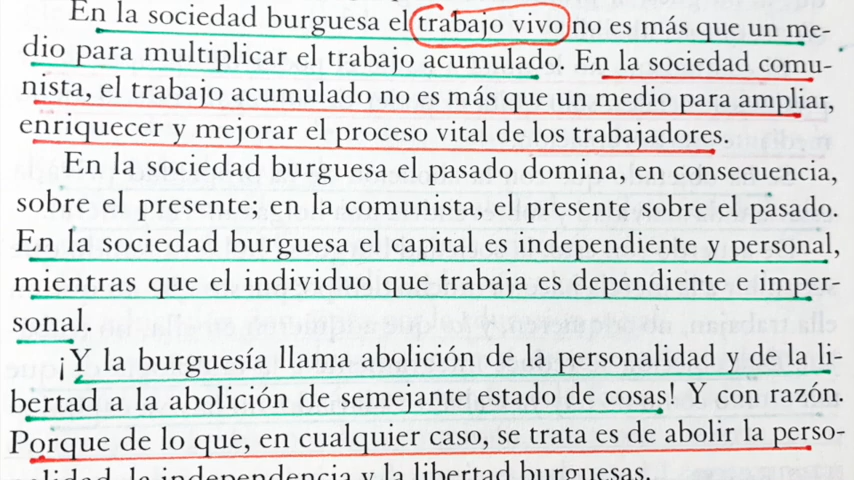 En la sociedad burguesa el trabajo vivo no es más que un me-
dio para multiplicar el trabajo acumulado. En la sociedad comu-
nista, el trabajo acumulado no es más que un medio para ampliar,
enriquecer y mejorar el proceso vital de los trabajadores.
En la sociedad burguesa el pasado domina, en consecuencia,
sobre el presente; en la comunista, el presente sobre el pasado.
En la sociedad burguesa el capital es independiente y personal,
mientras que el individuo que trabaja es dependiente e imper-
sonal.
¡Y la burguesía llama abolición de la personalidad y de la li-
bertad a la abolición de semejante estado de cosas! Y con razón.
Porque de lo que, en cualquier caso, se trata es de abolir la perso-
nalidad, la independencia y la libertad burguesas.